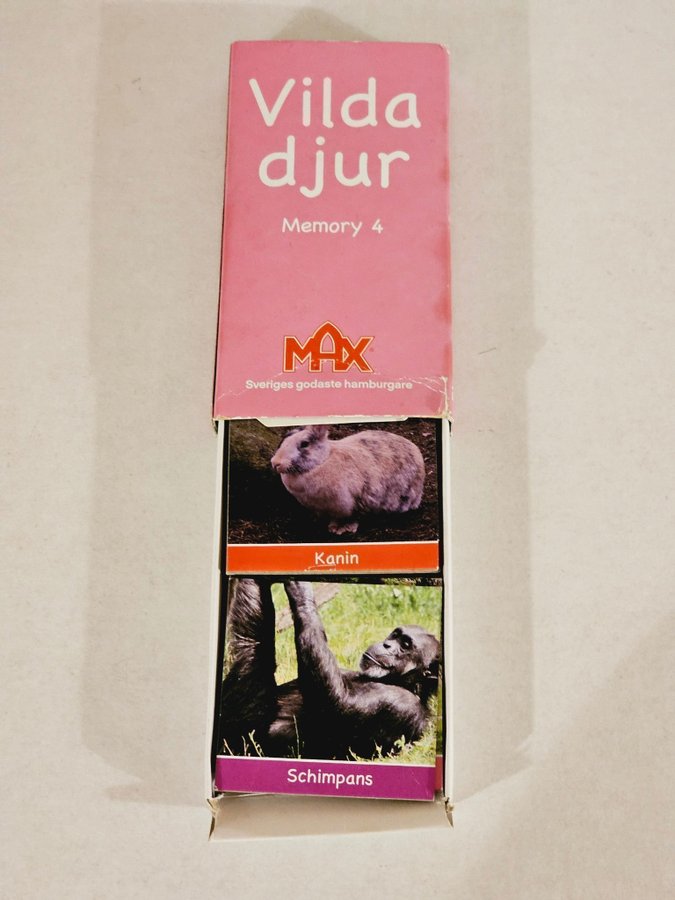 Vilda
djur
Memory 4
MAX®
Sveriges godaste hamburgare
Kanin
Schimpans